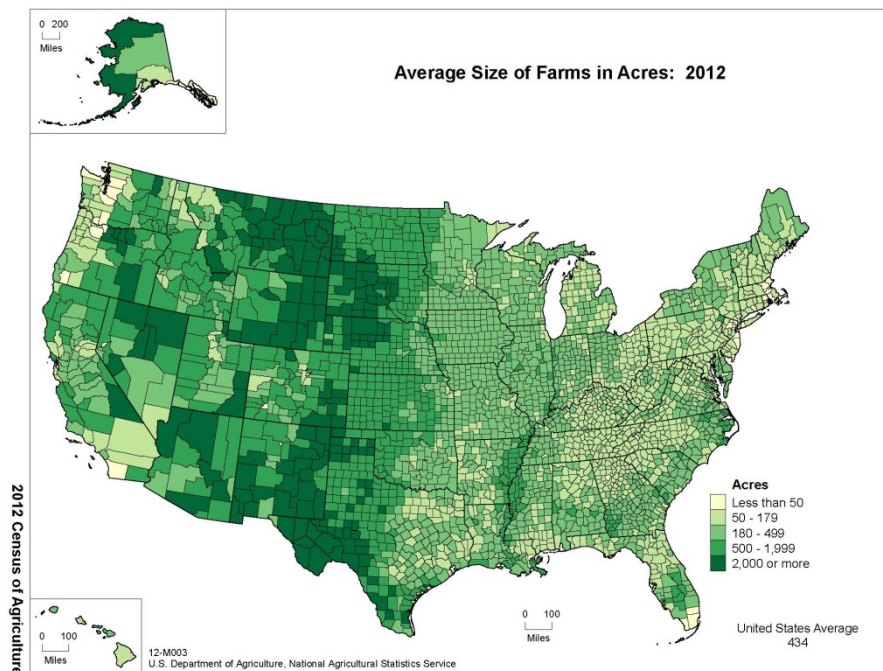 0 200
Miles
Average Size of Farms in Acres: 2012
Acres
Less than 50
50 - 179
180 - 499
500 - 1,999
2,000 or more
0 100
Miles
United States Average
434
0 100
Miles
12-M003
U.S. Department of Agriculture, National Agricultural Statistics Service
2012 Census of Agriculture